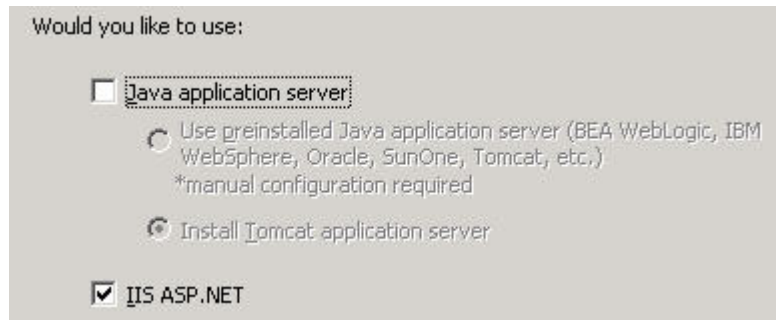 Would you like to use:
Java application server
Use preinstalled Java application server (BEA WebLogic, IBM
WebSphere, Oracle, SunOne, Tomcat, etc.)
*manual configuration required
Install Tomcat application server
IIS ASP.NET